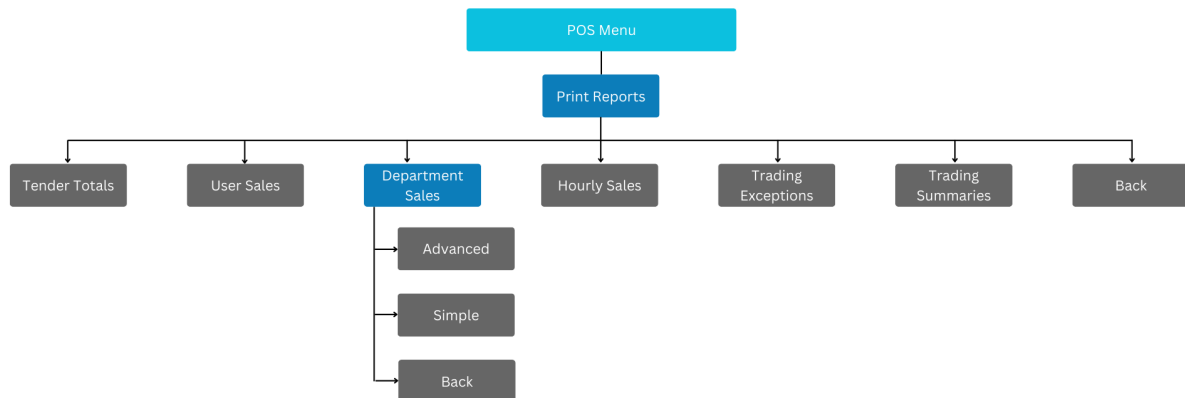 POS Menu
Print Reports
Tender Totals
User Sales
Department
Sales
Hourly Sales
Trading
Exceptions
Trading
Summaries
Back
Advanced
Simple
Back